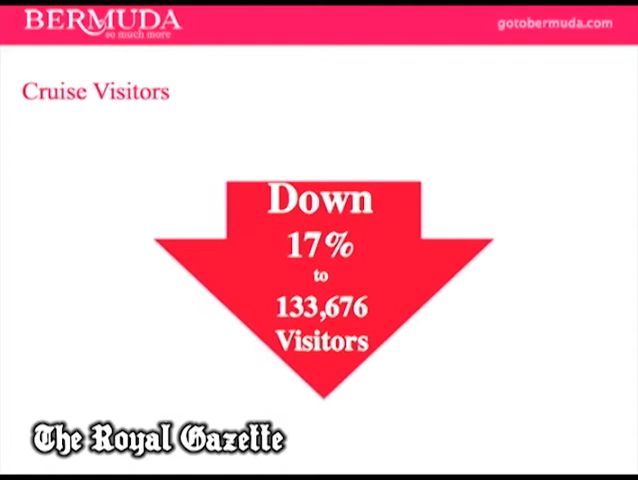 BERMUDA
so much more
gotobermuda.com
Cruise Visitors
Down
17%
to
133,676
Visitors
The Royal Gazette